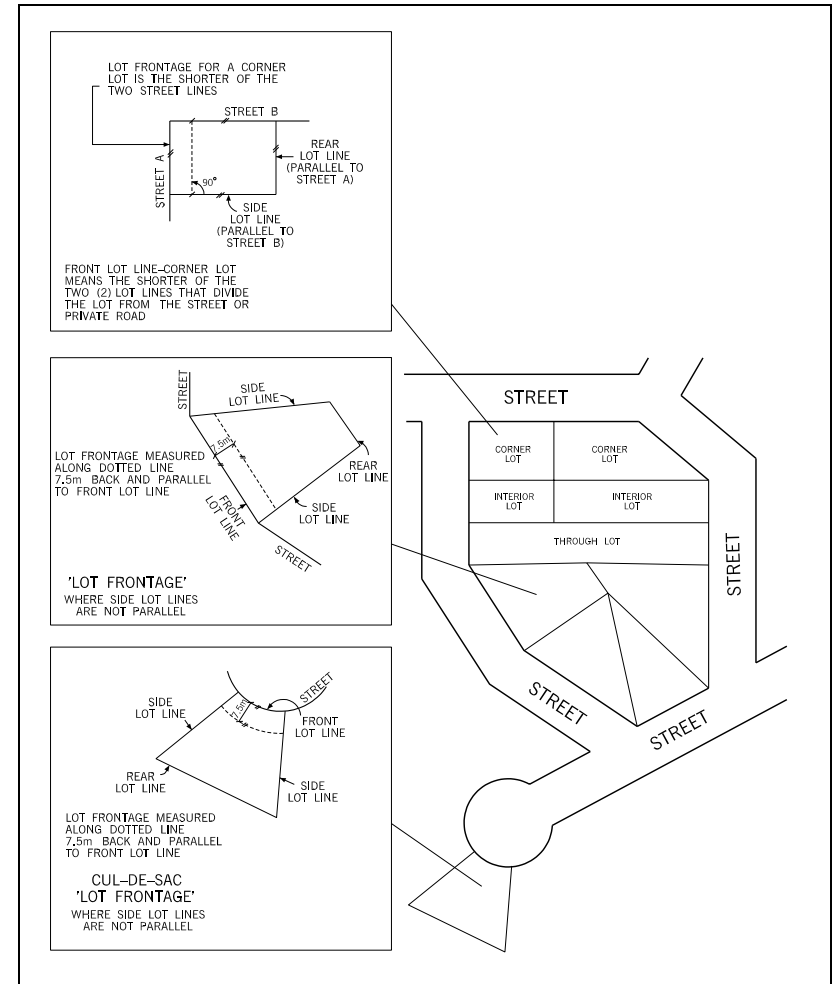 LOT FRONTAGE FOR A CORNER
LOT IS THE SHORTER OF THE
TWO STREET LINES
STREET B
STREET A
90°
REAR
LOT LINE
(PARALLEL TO
STREET A)
SIDE
LOT LINE
(PARALLEL TO
STREET B)
FRONT LOT LINE–CORNER LOT
MEANS THE SHORTER OF THE
TWO (2) LOT LINES THAT DIVIDE
THE LOT FROM THE STREET OR
PRIVATE ROAD
STREET
SIDE
LOT LINE
7.5m
LOT FRONTAGE MEASURED
ALONG DOTTED LINE
7.5m BACK AND PARALLEL
TO FRONT LOT LINE
REAR
LOT LINE
FRONT
LOT LINE
SIDE
LOT LINE
STREET
'LOT FRONTAGE'
WHERE SIDE LOT LINES
ARE NOT PARALLEL
STREET
SIDE
LOT LINE
7.5m
FRONT
LOT LINE
REAR
LOT LINE
SIDE
LOT LINE
LOT FRONTAGE MEASURED
ALONG DOTTED LINE
7.5m BACK AND PARALLEL
TO FRONT LOT LINE
CUL–DE–SAC
'LOT FRONTAGE'
WHERE SIDE LOT LINES
ARE NOT PARALLEL
STREET
CORNER
LOT
CORNER
LOT
INTERIOR
LOT
INTERIOR
LOT
THROUGH LOT
STREET
STREET
STREET